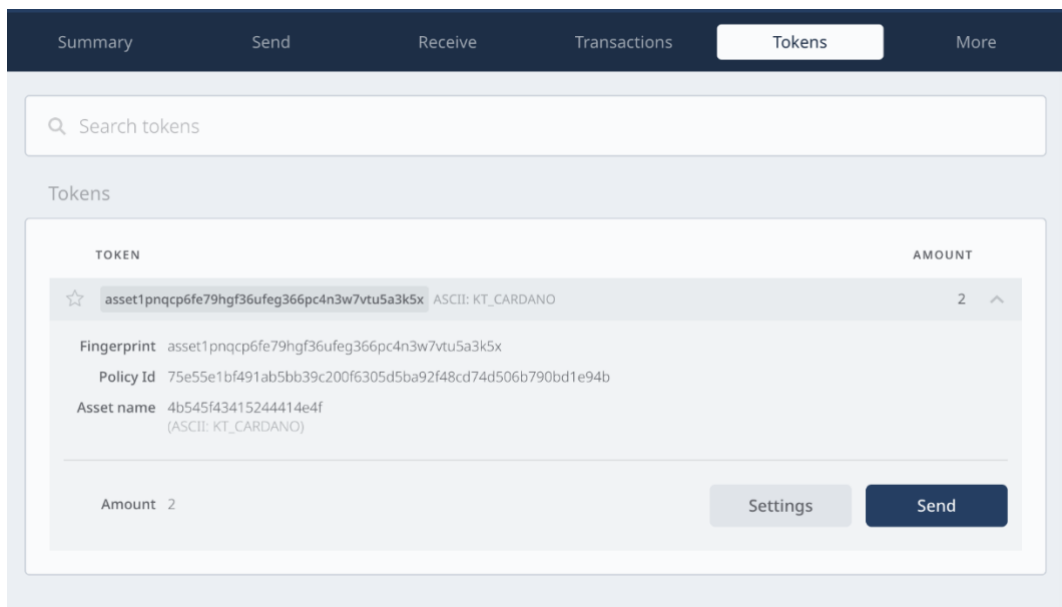 Summary Send Receive Transactions Tokens More
Search tokens
Tokens
TOKEN AMOUNT
asset1pnqcp6fe79hgf36ufeg366pc4n3w7vtu5a3k5x ASCII: KT_CARDANO 2
Fingerprint asset1pnqcp6fe79hgf36ufeg366pc4n3w7vtu5a3k5x
Policy Id 75e55e1bf491ab5bb39c200f6305d5ba92f48cd74d506b790bd1e94b
Asset name 4b545f43415244414e4f
(ASCII: KT_CARDANO)
Amount 2 Settings Send